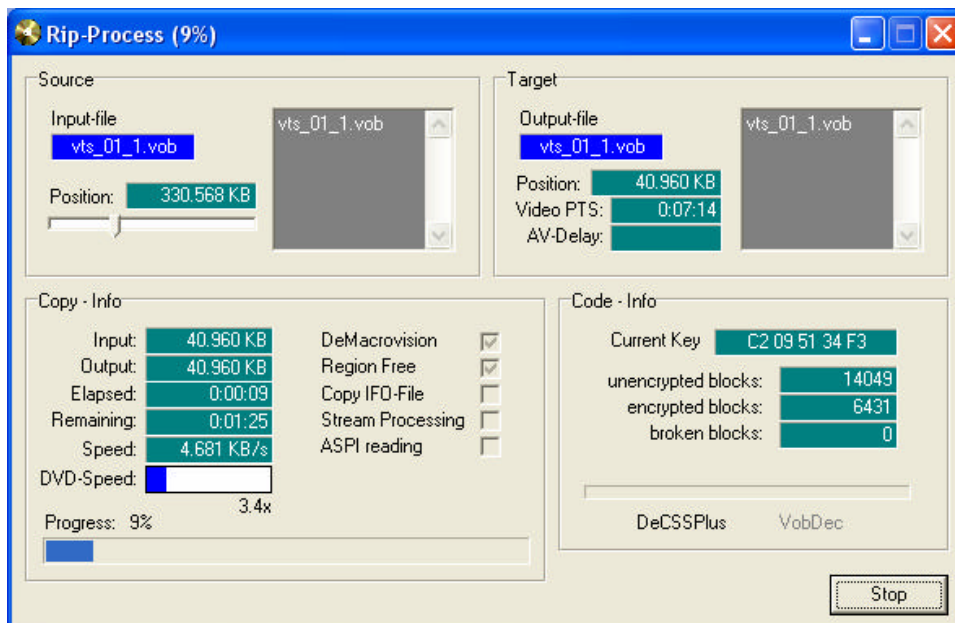 Rip-Process (9%)
Source
Input-file
vts_01_1.vob
vts_01_1.vob
Position: 330.568 KB
Target
Output-file
vts_01_1.vob
vts_01_1.vob
Position: 40.960 KB
Video PTS: 0:07:14
AV-Delay:
Copy - Info
Input: 40.960 KB
Output: 40.960 KB
Elapsed: 0:00:09
Remaining: 0:01:25
Speed: 4.681 KB/s
DVD-Speed:
3.4x
DeMacrovision
Region Free
Copy IFO-File
Stream Processing
ASPI reading
Progress: 9%
Code - Info
Current Key C2 09 51 34 F3
unencrypted blocks: 14049
encrypted blocks: 6431
broken blocks: 0
DeCSSPlus VobDec
Stop